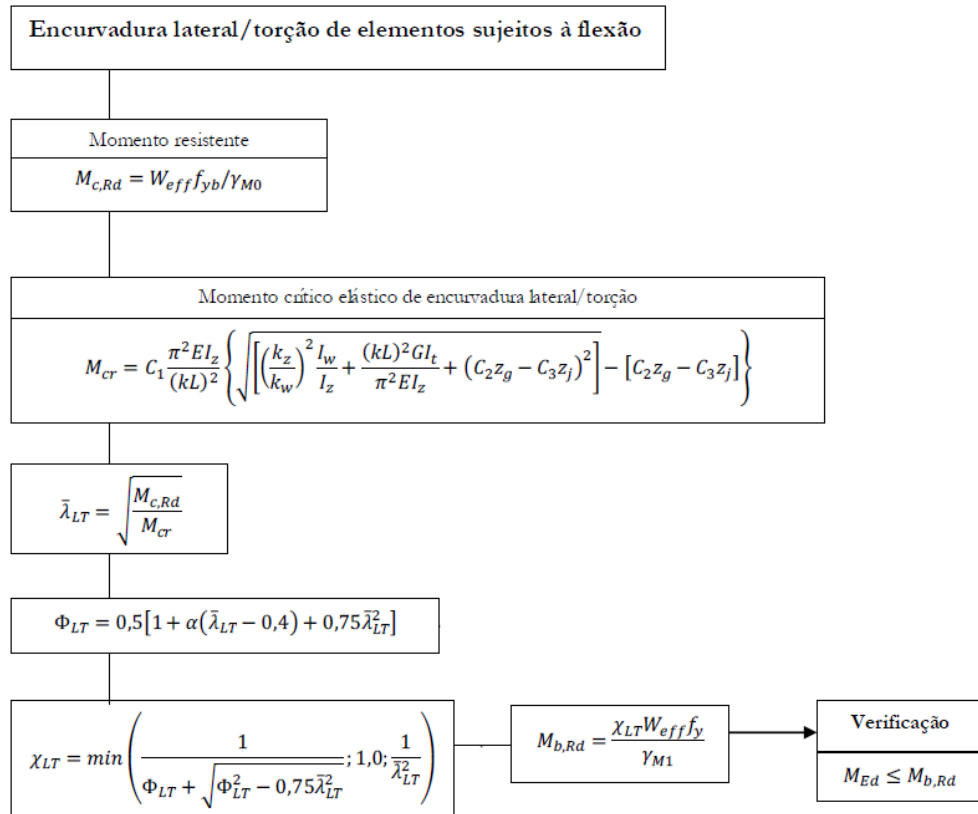 Encurvadura lateral/torção de elementos sujeitos à flexão
Momento resistente
M_{c,Rd} = W_{eff} f_{yb}/γ_{M0}
Momento crítico elástico de encurvadura lateral/torção
M_{cr} = C_1 \frac{π^2 EI_z}{(kL)^2} \left\{ \sqrt{\left[ \left(\frac{k_z}{k_w}\right)^2 \frac{I_w}{I_z} + \frac{(kL)^2 GI_t}{π^2 EI_z} + (C_2 z_g − C_3 z_j)^2 \right]} − [C_2 z_g − C_3 z_j] \right\}
\bar{λ}_{LT} = \sqrt{\frac{M_{c,Rd}}{M_{cr}}}
Φ_{LT} = 0,5[1 + α(\bar{λ}_{LT} − 0,4) + 0,75\bar{λ}_{LT}^2]
χ_{LT} = min \left( \frac{1}{Φ_{LT} + \sqrt{Φ_{LT}^2 − 0,75\bar{λ}_{LT}^2}} ; 1,0; \frac{1}{\bar{λ}_{LT}^2} \right)
M_{b,Rd} = \frac{χ_{LT} W_{eff} f_y}{γ_{M1}}
Verificação
M_{Ed} ≤ M_{b,Rd}